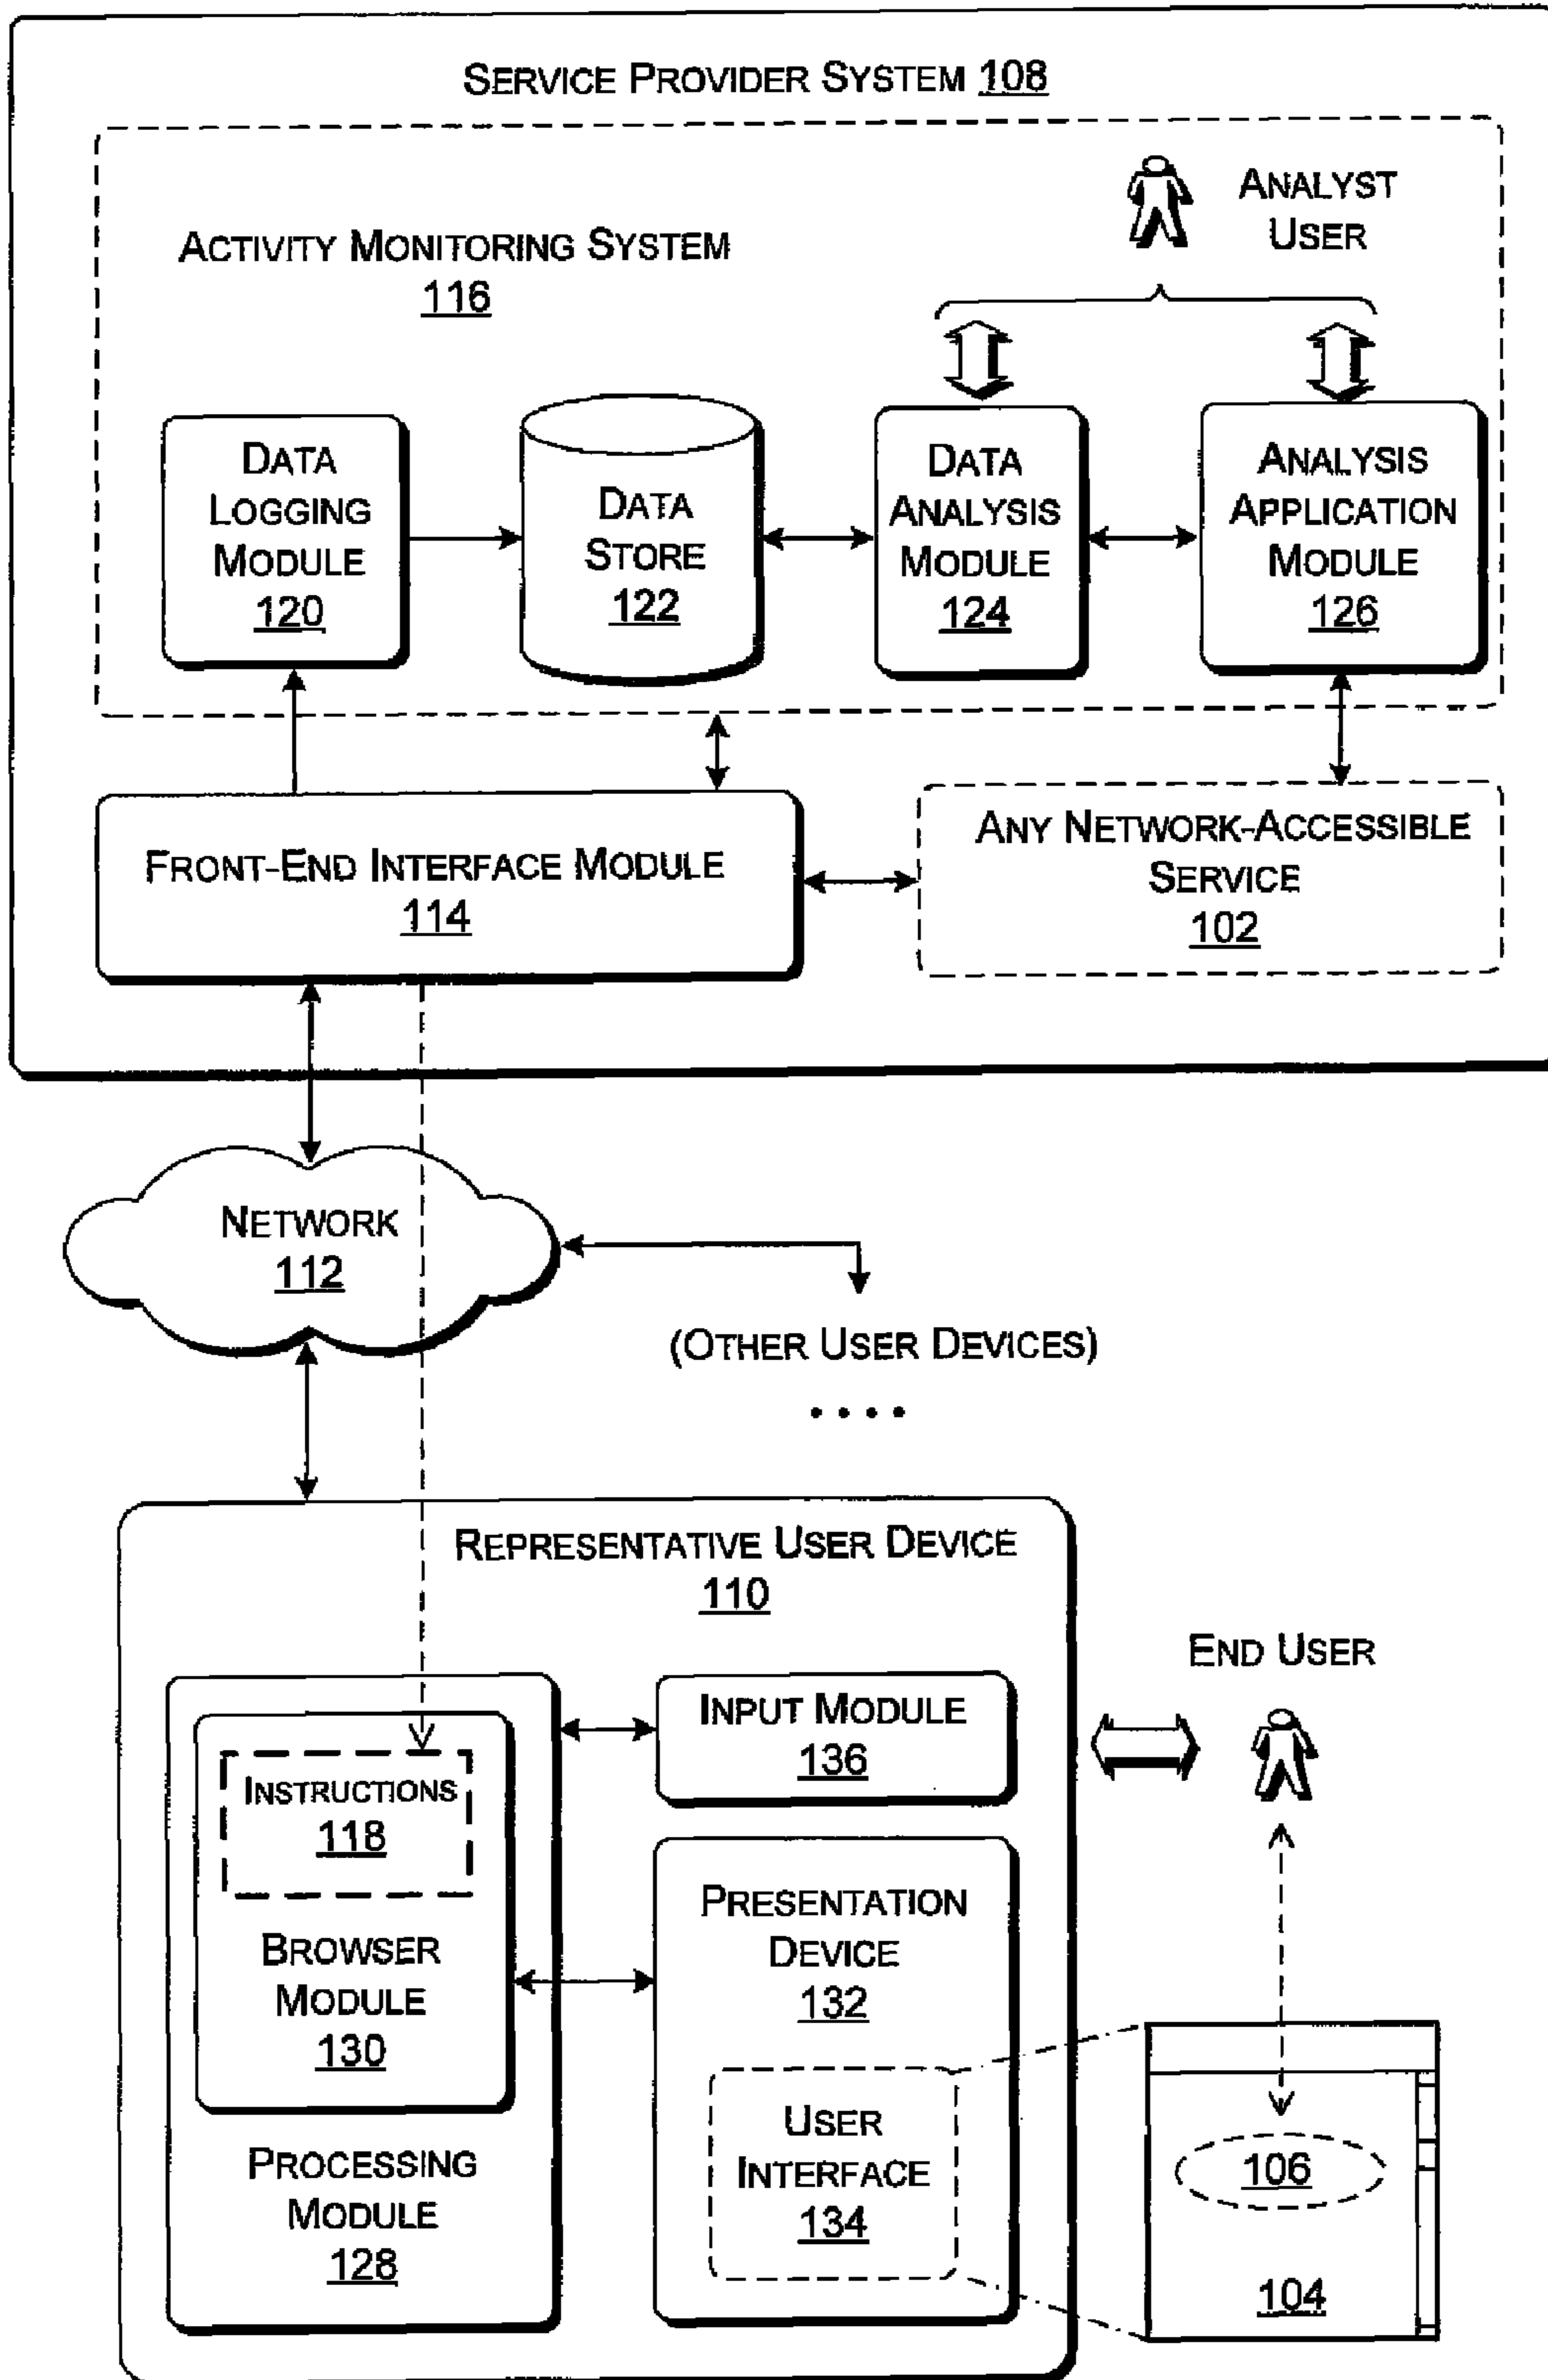 SERVICE PROVIDER SYSTEM 108
ANALYST
USER
ACTIVITY MONITORING SYSTEM
116
DATA
LOGGING
MODULE
120
DATA
STORE
122
DATA
ANALYSIS
MODULE
124
ANALYSIS
APPLICATION
MODULE
126
FRONT-END INTERFACE MODULE
114
ANY NETWORK-ACCESSIBLE
SERVICE
102
NETWORK
112
(OTHER USER DEVICES)
REPRESENTATIVE USER DEVICE
110
INSTRUCTIONS
118
BROWSER
MODULE
130
PROCESSING
MODULE
128
INPUT MODULE
136
PRESENTATION
DEVICE
132
USER
INTERFACE
134
END USER
106
104